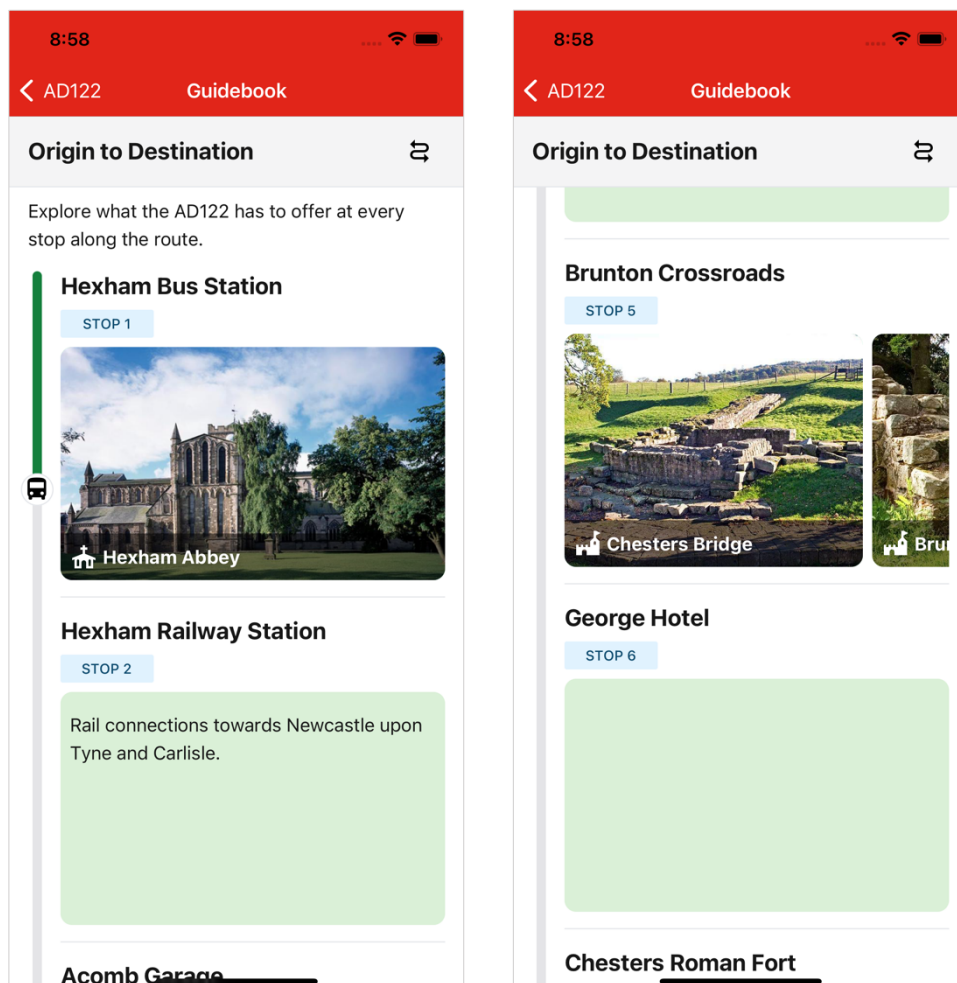 8:58
AD122
Guidebook
Origin to Destination
Explore what the AD122 has to offer at every
stop along the route.
Hexham Bus Station
STOP 1
Hexham Abbey
Hexham Railway Station
STOP 2
Rail connections towards Newcastle upon
Tyne and Carlisle.
Acomb Garage
8:58
AD122
Guidebook
Origin to Destination
Brunton Crossroads
STOP 5
Chesters Bridge
George Hotel
STOP 6
Chesters Roman Fort